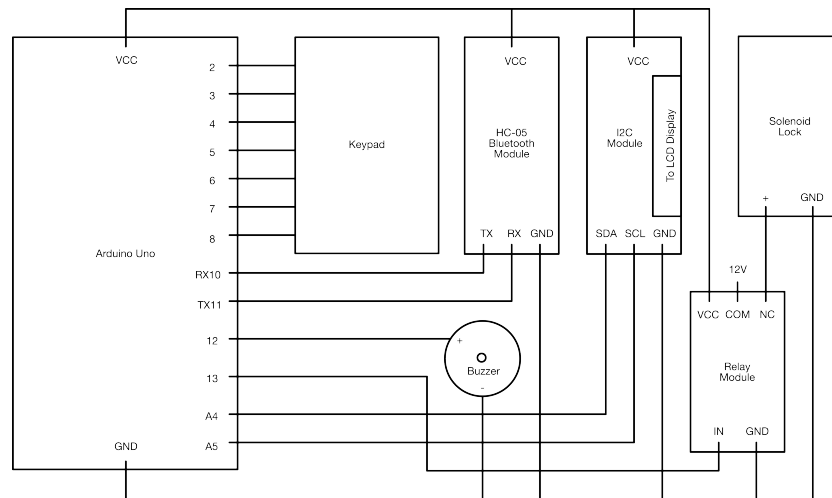 VCC
2
3
4
5
6
7
8
Arduino Uno
RX10
TX11
12
13
A4
A5
GND
Keypad
VCC
HC-05
Bluetooth
Module
TX RX GND
VCC
I2C
Module
To LCD Display
SDA SCL GND
Solenoid
Lock
+ GND
12V
VCC COM NC
Relay
Module
IN GND
+
Buzzer
-